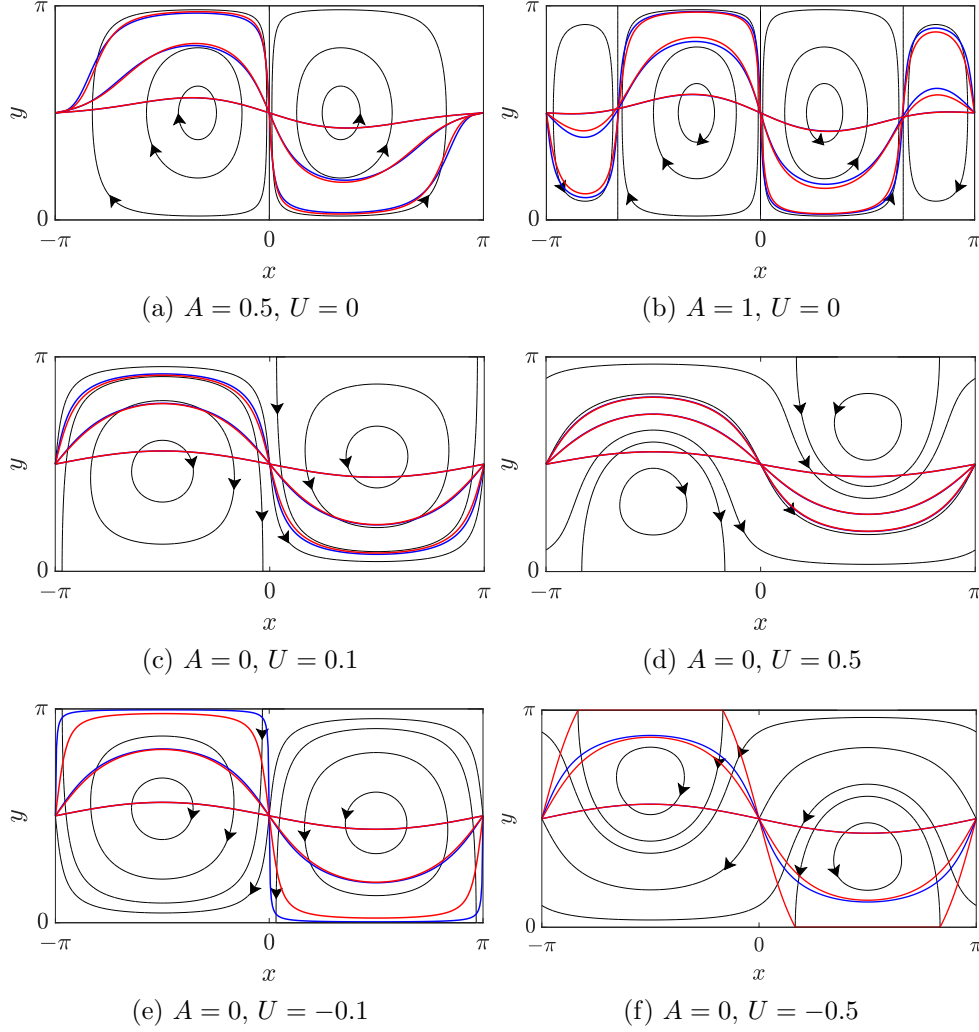 π π
y y
0 0
−π 0 π −π 0 π
x x
(a) A = 0.5, U = 0 (b) A = 1, U = 0
π π
y y
0 0
−π 0 π −π 0 π
x x
(c) A = 0, U = 0.1 (d) A = 0, U = 0.5
π π
y y
0 0
−π 0 π −π 0 π
x x
(e) A = 0, U = −0.1 (f) A = 0, U = −0.5